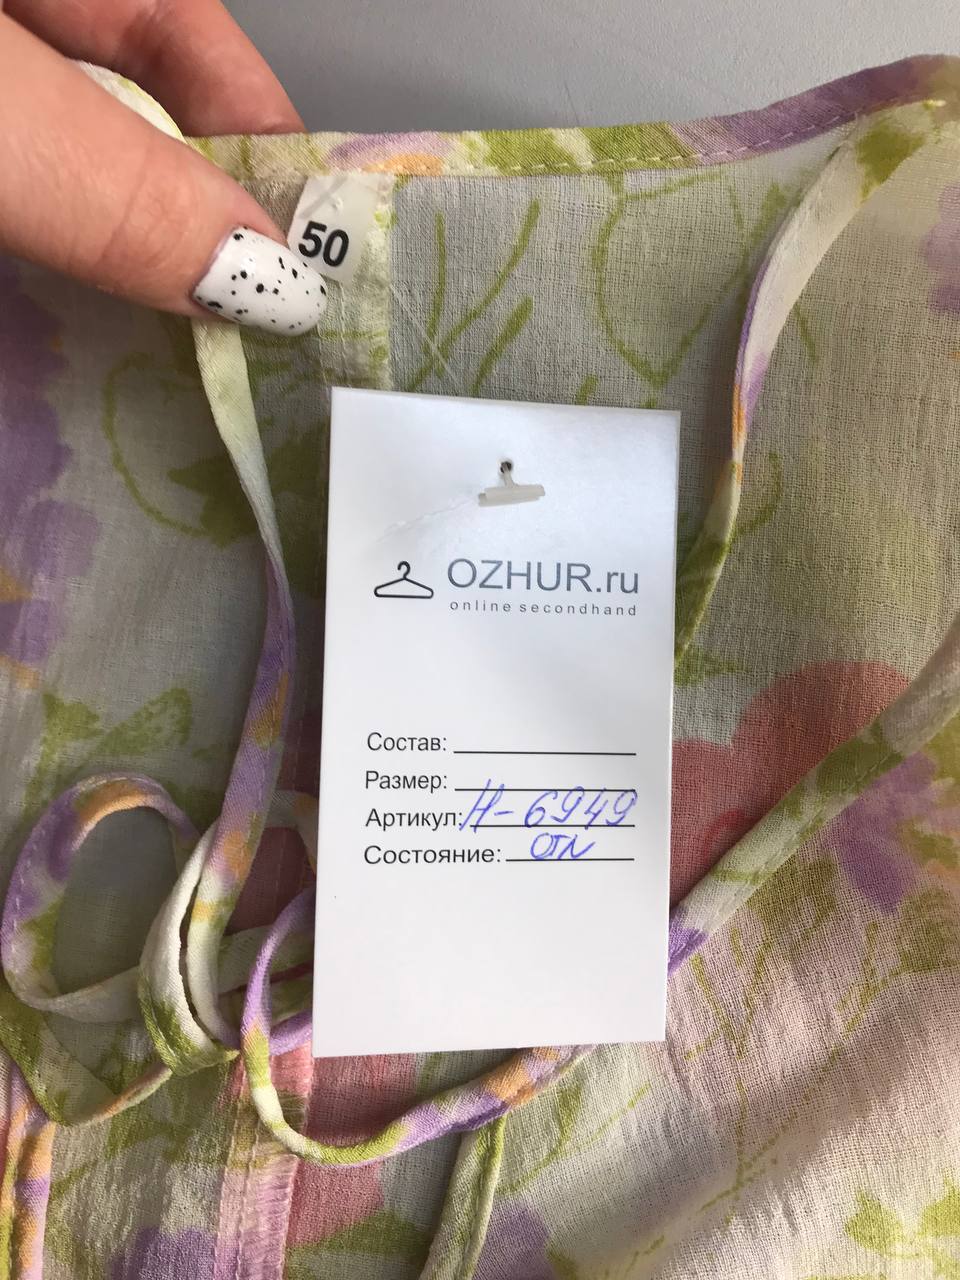 50
OZHUR.ru
online secondhand
Состав:
Размер:
Артикул: Н-6949
Состояние: отл